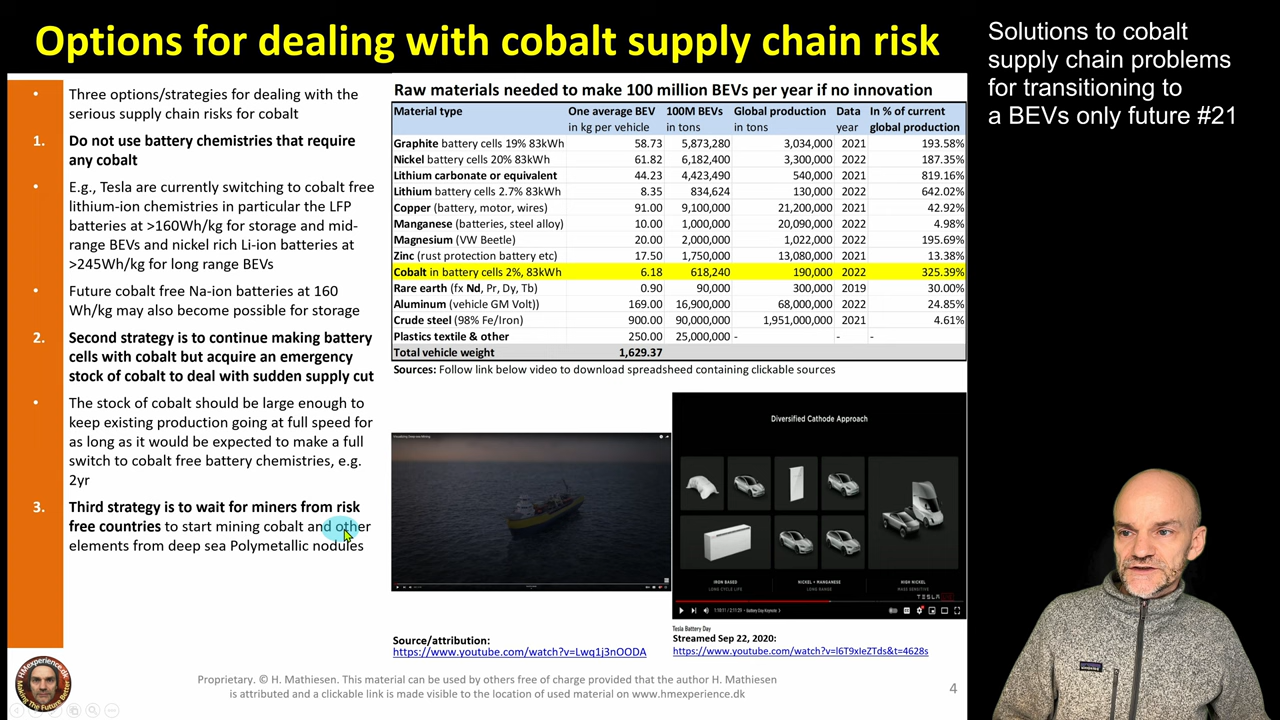 Options for dealing with cobalt supply chain risk
Solutions to cobalt
supply chain problems
for transitioning to
a BEVs only future #21
• Three options/strategies for dealing with the
serious supply chain risks for cobalt
1. Do not use battery chemistries that require
any cobalt
• E.g., Tesla are currently switching to cobalt free
lithium-ion chemistries in particular the LFP
batteries at >160Wh/kg for storage and mid-
range BEVs and nickel rich Li-ion batteries at
>245Wh/kg for long range BEVs
• Future cobalt free Na-ion batteries at 160
Wh/kg may also become possible for storage
2. Second strategy is to continue making battery
cells with cobalt but acquire an emergency
stock of cobalt to deal with sudden supply cut
• The stock of cobalt should be large enough to
keep existing production going at full speed for
as long as it would be expected to make a full
switch to cobalt free battery chemistries, e.g.
2yr
3. Third strategy is to wait for miners from risk
free countries to start mining cobalt and other
elements from deep sea Polymetallic nodules
Raw materials needed to make 100 million BEVs per year if no innovation
Material type One average BEV 100M BEVs Global production Data In % of current
in kg per vehicle in tons in tons year global production
Graphite battery cells 19% 83kWh 58.73 5,873,280 3,034,000 2021 193.58%
Nickel battery cells 20% 83kWh 61.82 6,182,400 3,300,000 2022 187.35%
Lithium carbonate or equivalent 44.23 4,423,490 540,000 2021 819.16%
Lithium battery cells 2.7% 83kWh 8.35 834,624 130,000 2022 642.02%
Copper (battery, motor, wires) 91.00 9,100,000 21,200,000 2021 42.92%
Manganese (batteries, steel alloy) 10.00 1,000,000 20,090,000 2022 4.98%
Magnesium (VW Beetle) 20.00 2,000,000 1,022,000 2022 195.69%
Zinc (rust protection battery etc) 17.50 1,750,000 13,080,000 2021 13.38%
Cobalt in battery cells 2%, 83kWh 6.18 618,240 190,000 2022 325.39%
Rare earth (fx Nd, Pr, Dy, Tb) 0.90 90,000 300,000 2019 30.00%
Aluminum (vehicle GM Volt)) 169.00 16,900,000 68,000,000 2022 24.85%
Crude steel (98% Fe/Iron) 900.00 90,000,000 1,951,000,000 2021 4.61%
Plastics textile & other 250.00 25,000,000 - - -
Total vehicle weight 1,629.37
Sources: Follow link below video to download spreadsheed containing clickable sources
Diversified Cathode Approach
IRON BASED NICKEL + MANGANESE HIGH NICKEL
LONG CYCLE LIFE LONG RANGE MASS SENSITIVE
TESLA
Tesla Battery Day
Source/attribution:
https://www.youtube.com/watch?v=Lwq1j3nOODA
Streamed Sep 22, 2020:
https://www.youtube.com/watch?v=l6T9xIeZTds&t=4628s
Proprietary. © H. Mathiesen. This material can be used by others free of charge provided that the author H. Mathiesen
is attributed and a clickable link is made visible to the location of used material on www.hmexperience.dk
4
HMexperience.dk
Making The Future Better